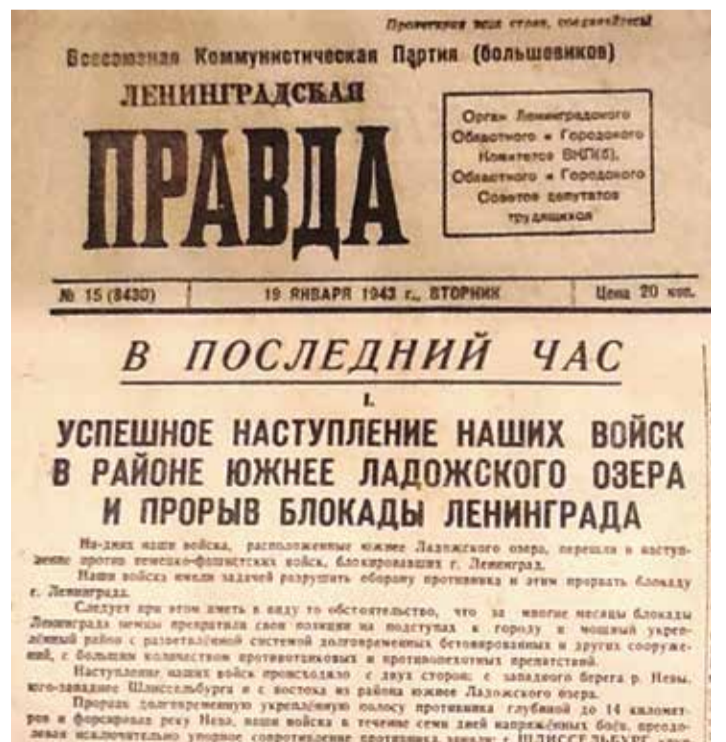 Пролетарии всех стран, соединяйтесь!
Всесоюзная Коммунистическая Партия (большевиков)
ЛЕНИНГРАДСКАЯ
ПРАВДА
Орган Ленинградского
Областного и Городского
Комитетов ВКП(б),
Областного и Городского
Советов депутатов
трудящихся
№ 15 (8430)
19 ЯНВАРЯ 1943 г., ВТОРНИК
Цена 20 коп.
В ПОСЛЕДНИЙ ЧАС
I.
УСПЕШНОЕ НАСТУПЛЕНИЕ НАШИХ ВОЙСК
В РАЙОНЕ ЮЖНЕЕ ЛАДОЖСКОГО ОЗЕРА
И ПРОРЫВ БЛОКАДЫ ЛЕНИНГРАДА
На-днях наши войска, расположенные южнее Ладожского озера, перешли в наступ-
ление против немецко-фашистских войск, блокировавших г. Ленинград.
Наши войска имели задачей разрушить оборону противника и этим прорвать блокаду
г. Ленинграда.
Следует при этом иметь в виду то обстоятельство, что за многие месяцы блокады
Ленинграда немцы превратили свои позиции на подступах к городу в мощный укреп-
лённый район с разветвлённой системой долговременных бетонированных и других сооруже-
ний, с большим количеством противотанковых и противопехотных препятствий.
Наступление наших войск происходило с двух сторон: с западного берега р. Невы,
юго-западнее Шлиссельбурга и с востока из района южнее Ладожского озера.
Прорвав долговременную укреплённую полосу противника глубиной до 14 километ-
ров и форсировав реку Нева, наши войска в течение семи дней напряжённых боёв, преодо-
левая исключительно упорное сопротивление противника, заняли: г. ШЛИССЕЛЬБУРГ,